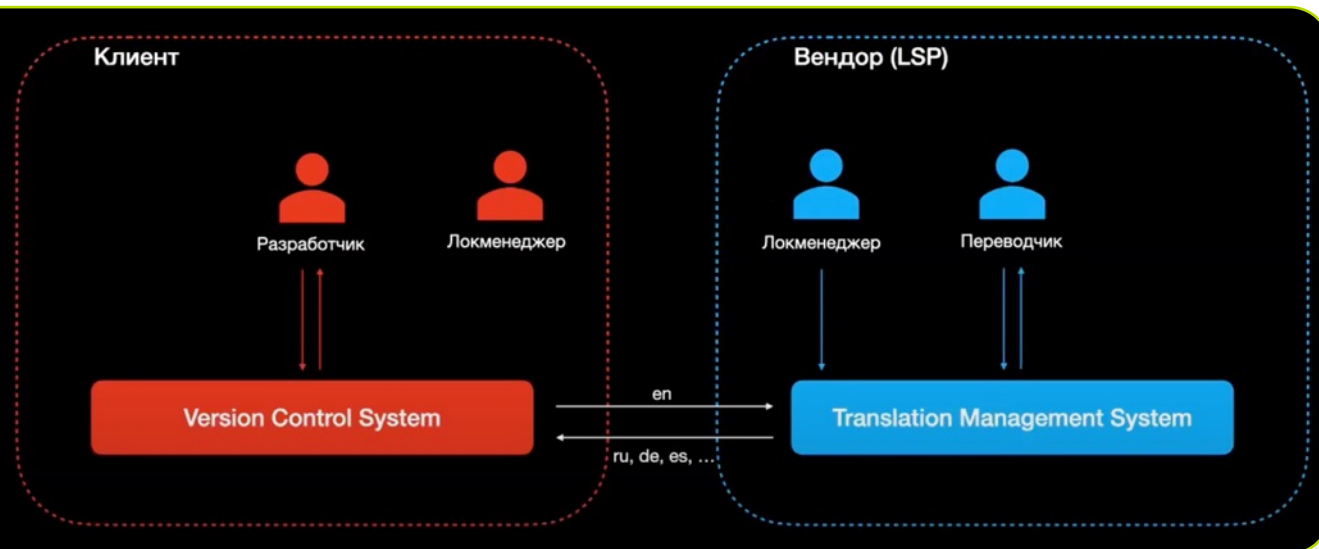 Клиент
Вендор (LSP)
Разработчик
Локменеджер
Локменеджер
Переводчик
Version Control System
en
ru, de, es, ...
Translation Management System